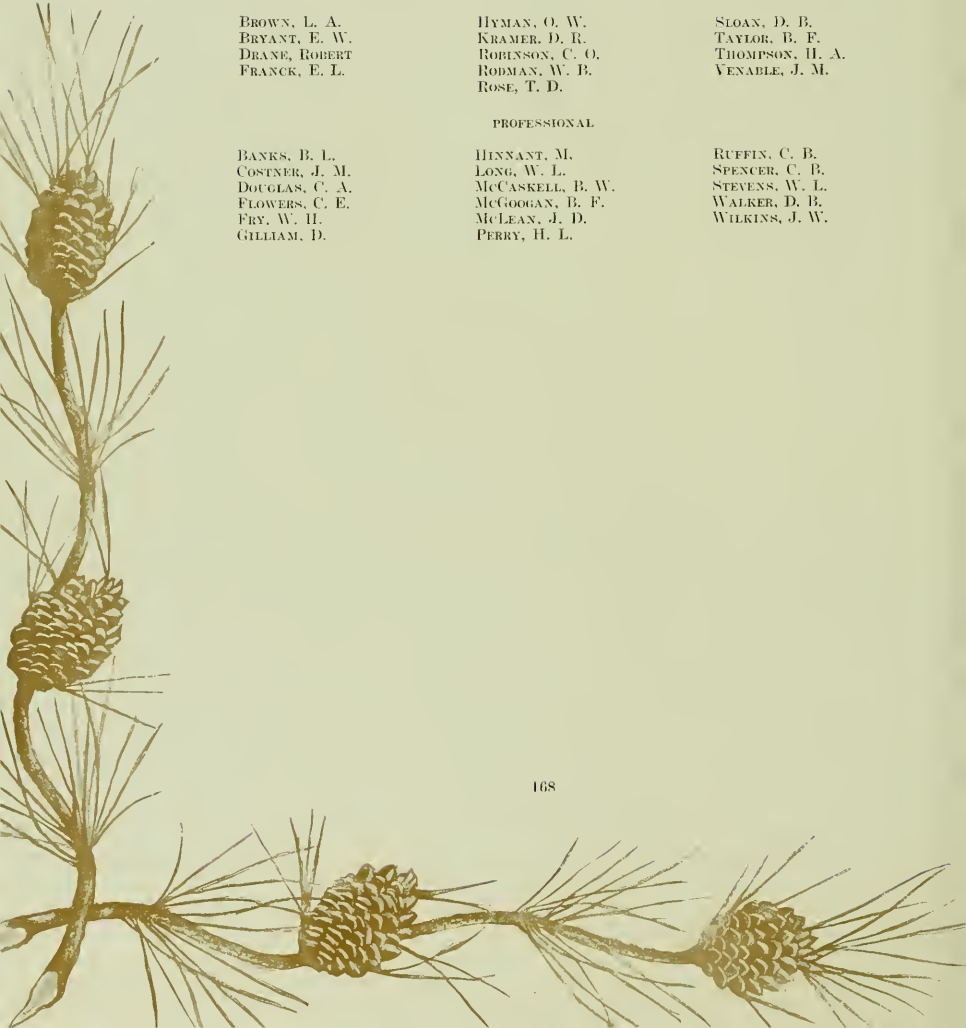 BROWN, L. A.
BRYANT, E. W.
DRANE, ROBERT
FRANCK, E. L.
HYMAN, O. W.
KRAMER, D. R.
ROBINSON, C. O.
RODMAN, W. B.
ROSE, T. D.
SLOAN, D. B.
TAYLOR, B. F.
THOMPSON, H. A.
VENABLE, J. M.
PROFESSIONAL
BANKS, B. L.
COSTNER, J. M.
DOUGLAS, C. A.
FLOWERS, C. E.
FRY, W. H.
GILLIAM, D.
HINNANT, M.
LONG, W. L.
MCCASKELL, B. W.
MCGOOGAN, B. F.
MCLEAN, J. D.
PERRY, H. L.
RUFFIN, C. B.
SPENCER, C. B.
STEVENS, W. L.
WALKER, D. B.
WILKINS, J. W.
168